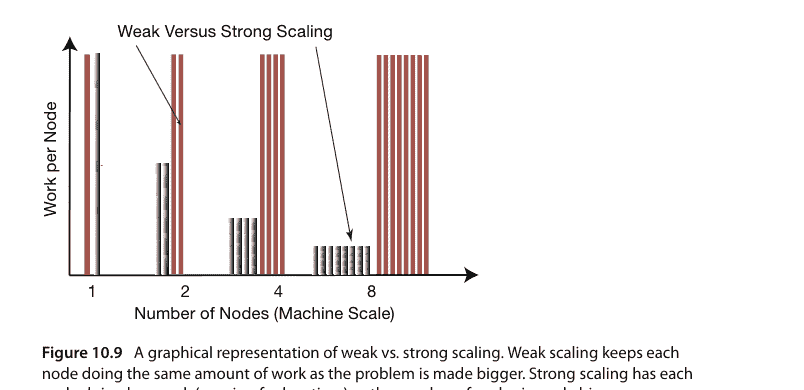 Weak Versus Strong Scaling
Work per Node
1 2 4 8
Number of Nodes (Machine Scale)
Figure 10.9 A graphical representation of weak vs. strong scaling. Weak scaling keeps each
node doing the same amount of work as the problem is made bigger. Strong scaling has each